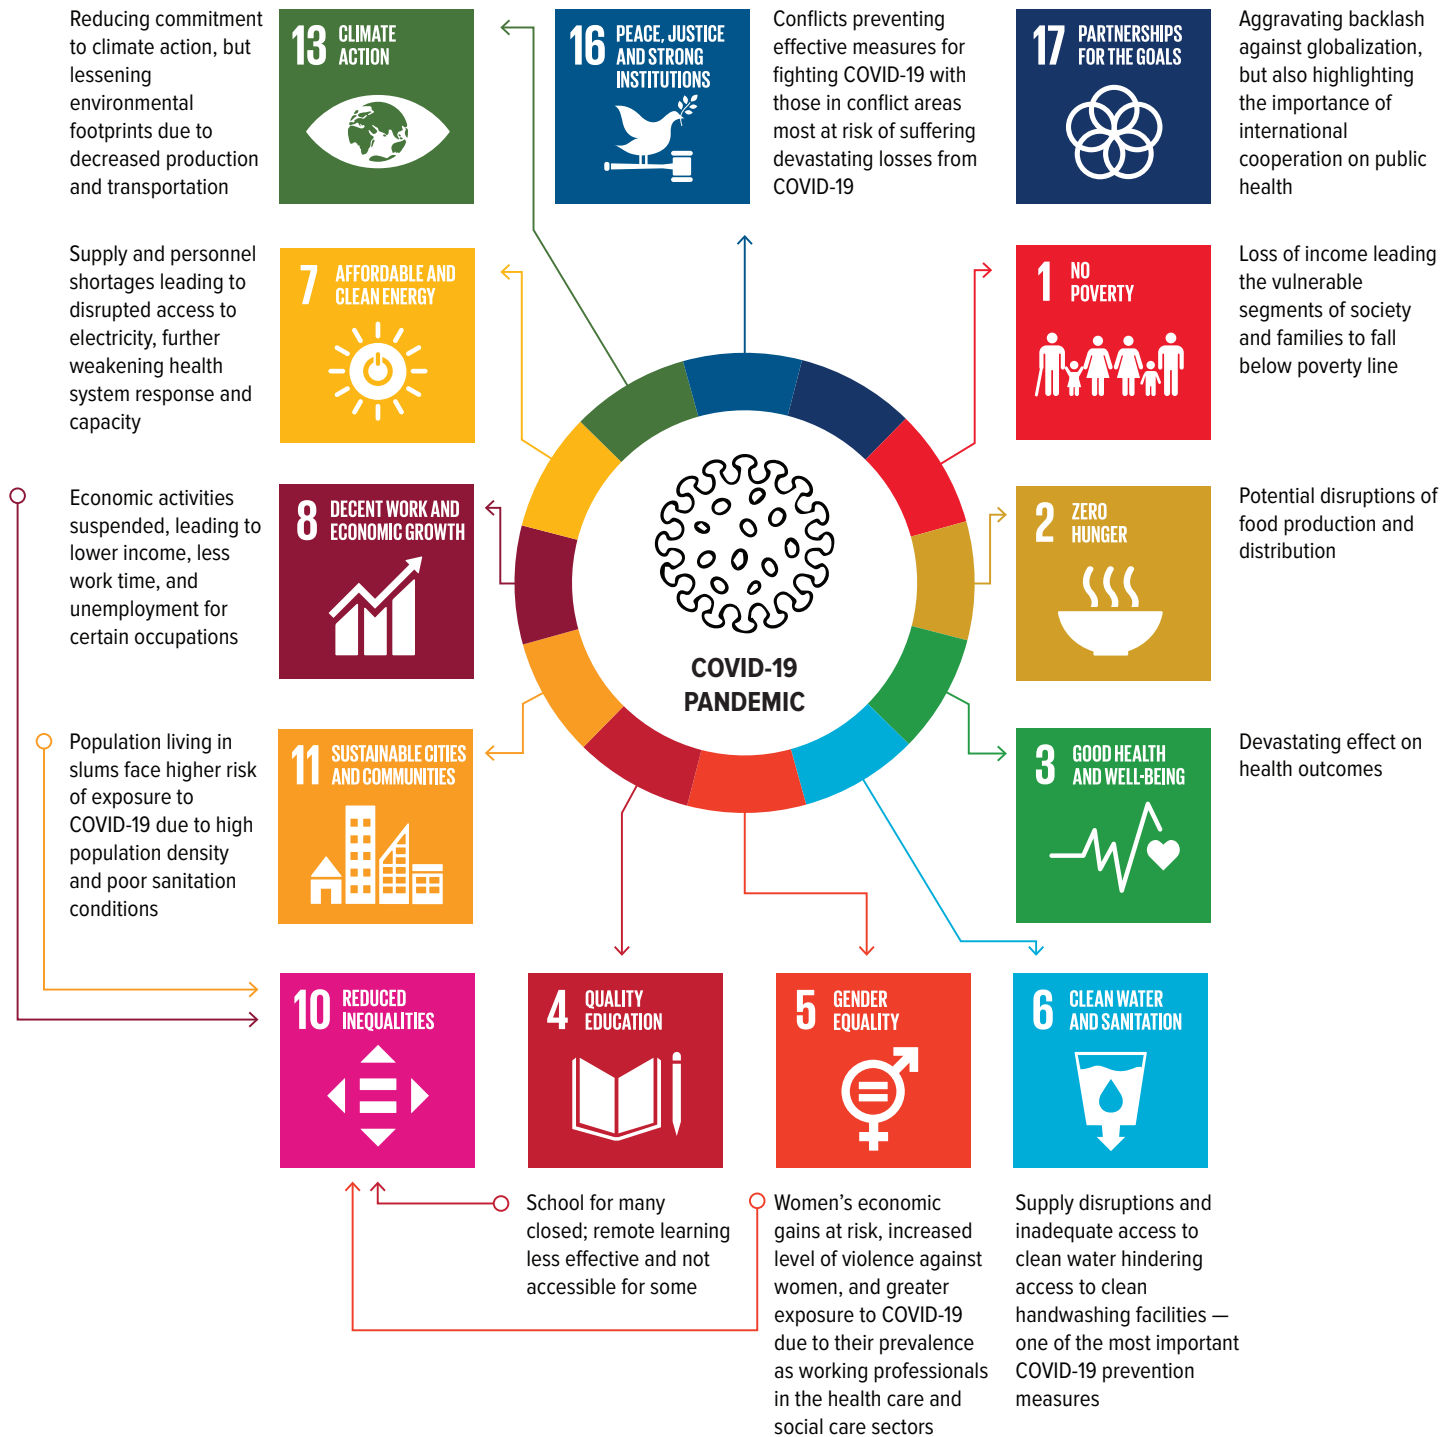 Reducing commitment
to climate action, but
lessening
environmental
footprints due to
decreased production
and transportation
13 CLIMATE
ACTION
16 PEACE, JUSTICE
AND STRONG
INSTITUTIONS
Conflicts preventing
effective measures for
fighting COVID-19 with
those in conflict areas
most at risk of suffering
devastating losses from
COVID-19
17 PARTNERSHIPS
FOR THE GOALS
Aggravating backlash
against globalization,
but also highlighting
the importance of
international
cooperation on public
health
Supply and personnel
shortages leading to
disrupted access to
electricity, further
weakening health
system response and
capacity
7 AFFORDABLE AND
CLEAN ENERGY
1 NO
POVERTY
Loss of income leading
the vulnerable
segments of society
and families to fall
below poverty line
Economic activities
suspended, leading to
lower income, less
work time, and
unemployment for
certain occupations
8 DECENT WORK AND
ECONOMIC GROWTH
COVID-19
PANDEMIC
2 ZERO
HUNGER
Potential disruptions of
food production and
distribution
Population living in
slums face higher risk
of exposure to
COVID-19 due to high
population density
and poor sanitation
conditions
11 SUSTAINABLE CITIES
AND COMMUNITIES
3 GOOD HEALTH
AND WELL-BEING
Devastating effect on
health outcomes
10 REDUCED
INEQUALITIES
4 QUALITY
EDUCATION
5 GENDER
EQUALITY
6 CLEAN WATER
AND SANITATION
School for many
closed; remote learning
less effective and not
accessible for some
Women’s economic
gains at risk, increased
level of violence against
women, and greater
exposure to COVID-19
due to their prevalence
as working professionals
in the health care and
social care sectors
Supply disruptions and
inadequate access to
clean water hindering
access to clean
handwashing facilities —
one of the most important
COVID-19 prevention
measures